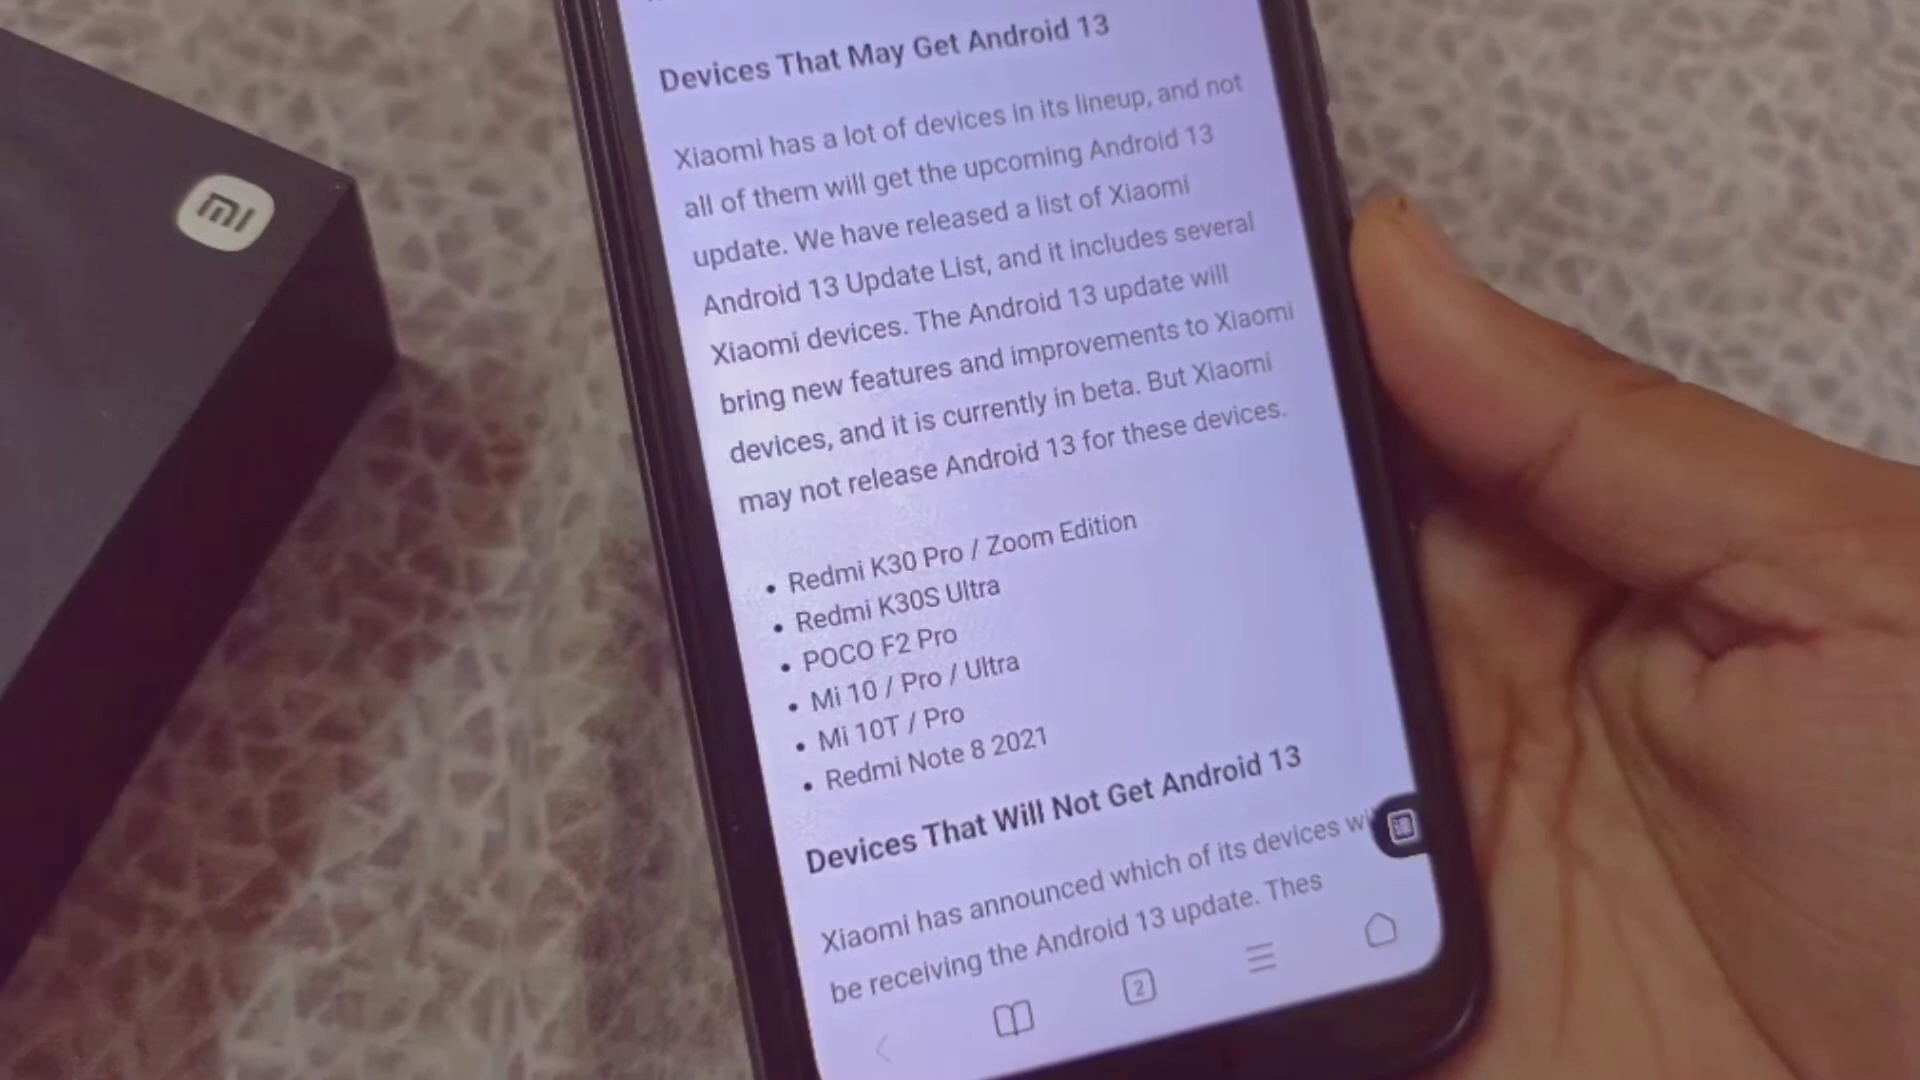 Devices That May Get Android 13
Xiaomi has a lot of devices in its lineup, and not
all of them will get the upcoming Android 13
update. We have released a list of Xiaomi
Android 13 Update List, and it includes several
Xiaomi devices. The Android 13 update will
bring new features and improvements to Xiaomi
devices, and it is currently in beta. But Xiaomi
may not release Android 13 for these devices.
• Redmi K30 Pro / Zoom Edition
• Redmi K30S Ultra
• POCO F2 Pro
• Mi 10 / Pro / Ultra
• Mi 10T / Pro
• Redmi Note 8 2021
Devices That Will Not Get Android 13
Xiaomi has announced which of its devices wi
be receiving the Android 13 update. Thes
2
mi